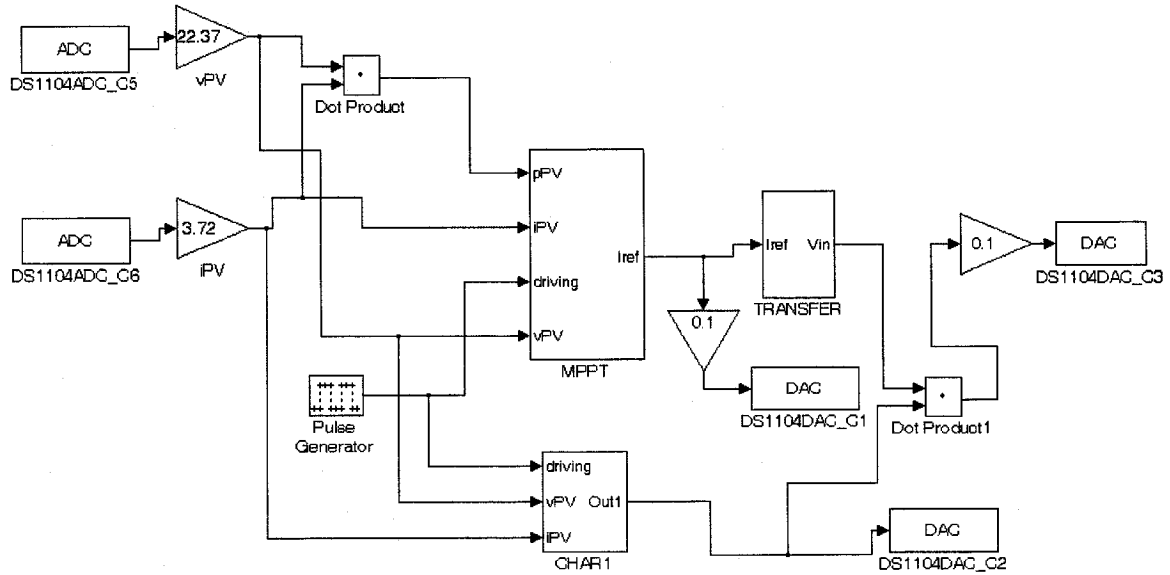 ADC
DS1104ADC_C5
22.37
vPV
Dot Product
ADC
DS1104ADC_C6
3.72
iPV
pPV
iPV
driving
vPV
Iref
MPPT
Iref
Vin
TRANSFER
0.1
DAC
DS1104DAC_C3
0.1
DAC
DS1104DAC_C1
Dot Product1
Pulse
Generator
driving
vPV
iPV
Out1
CHAR1
DAC
DS1104DAC_C2